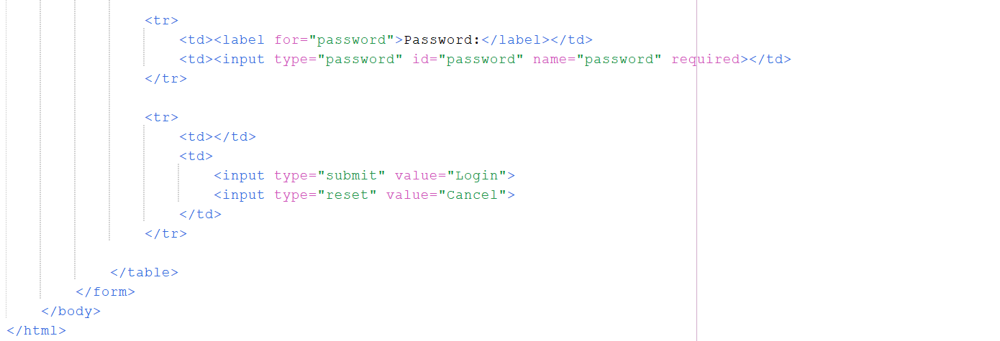 <tr>
<td><label for="password">Password:</label></td>
<td><input type="password" id="password" name="password" required></td>
</tr>
<tr>
<td></td>
<td>
<input type="submit" value="Login">
<input type="reset" value="Cancel">
</td>
</tr>
</table>
</form>
</body>
</html>